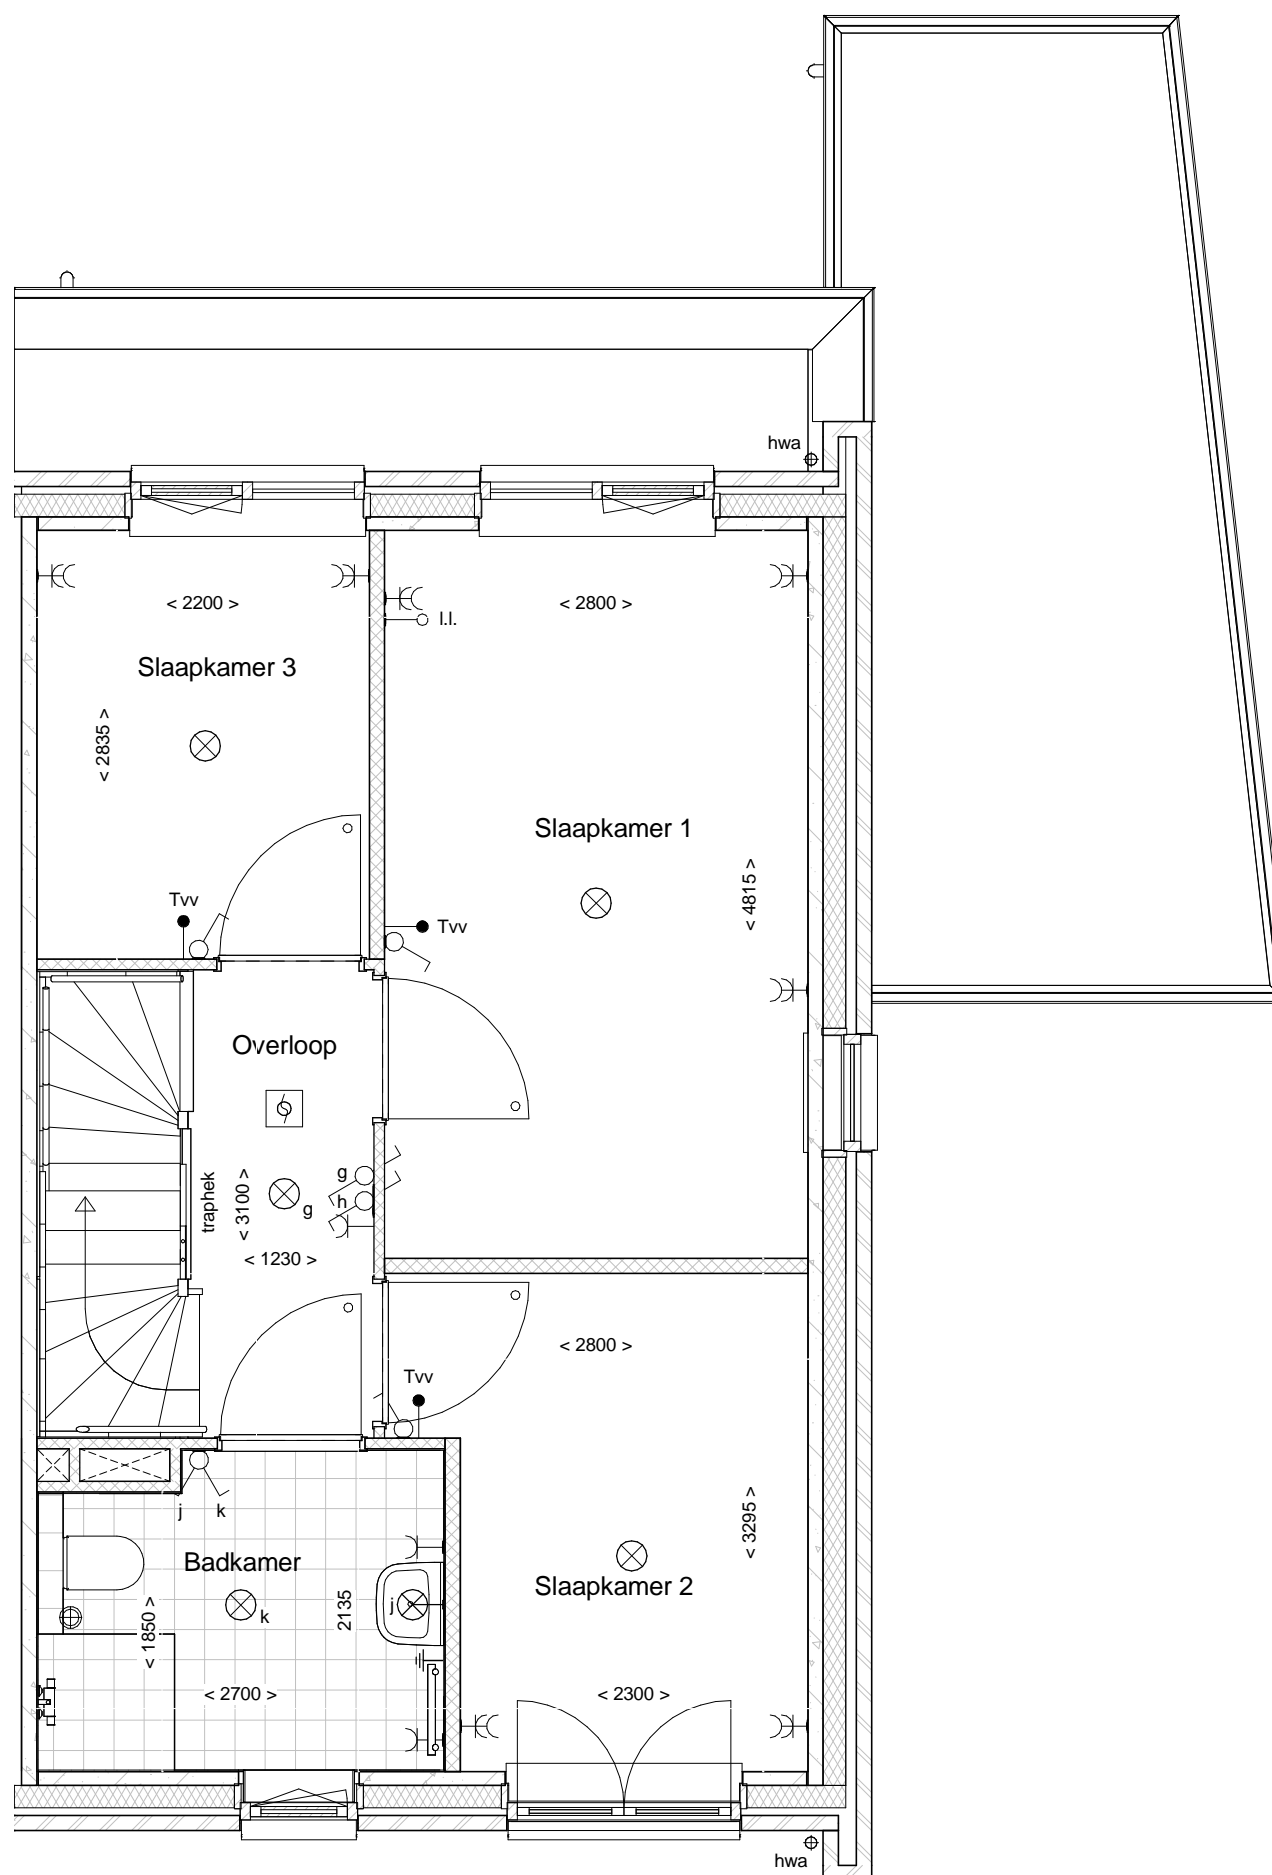 hwa
< 2200 >
< 2800 >
l.l.
Slaapkamer 3
< 2835 >
Slaapkamer 1
< 4815 >
Tvv
Tvv
Overloop
g
h
g
traphek
< 3100 >
< 1230 >
< 2800 >
Tvv
j
k
Badkamer
< 3295 >
Slaapkamer 2
j
k
2135
< 1850 >
< 2700 >
< 2300 >
hwa